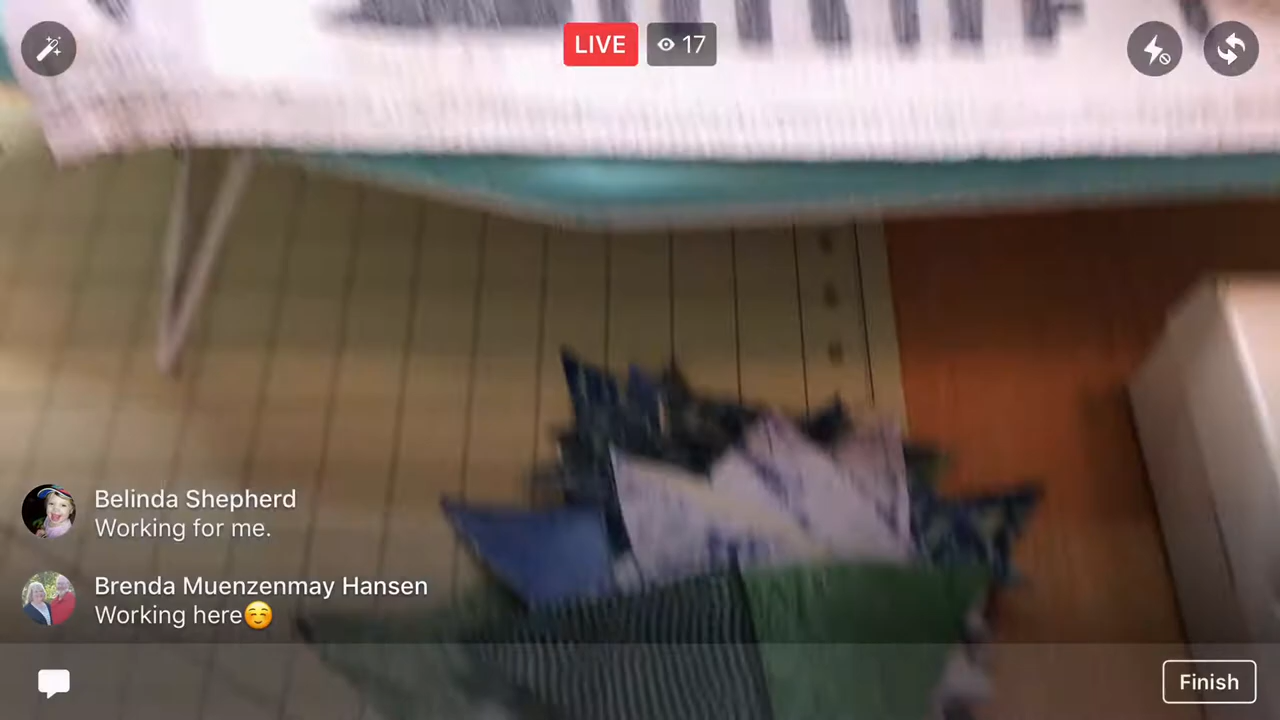 LIVE
17
Belinda Shepherd
Working for me.
Brenda Muenzenmay Hansen
Working here☺️
Finish